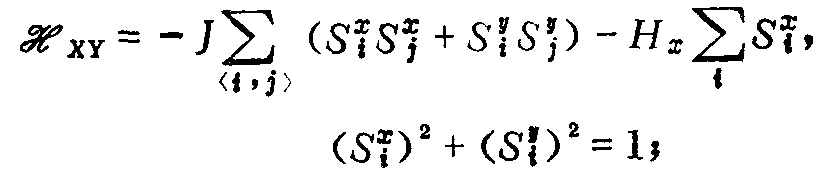 ℋ_XY = − J∑_⟨i,j⟩ (S_i^x S_j^x + S_i^y S_j^y) − H_x ∑_i S_i^x,
(S_i^x)² + (S_i^y)² = 1;